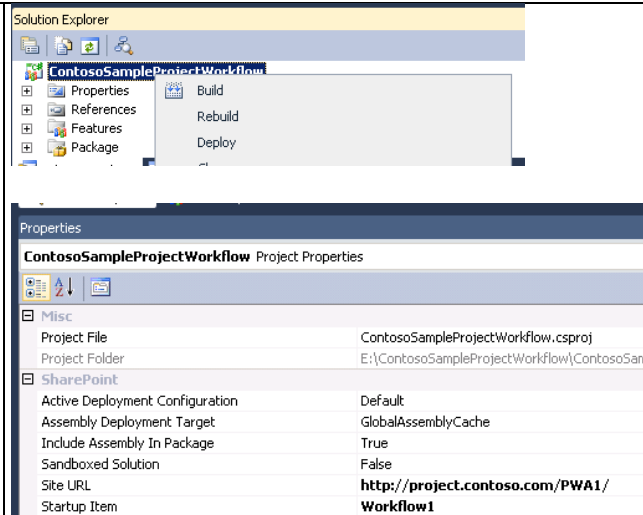 Solution Explorer
ContosoSampleProjectWorkflow
Properties
Build
References
Rebuild
Features
Deploy
Package
Properties
ContosoSampleProjectWorkflow Project Properties
Misc
Project File ContosoSampleProjectWorkflow.csproj
Project Folder E:\ContosoSampleProjectWorkflow\ContosoSam
SharePoint
Active Deployment Configuration Default
Assembly Deployment Target GlobalAssemblyCache
Include Assembly In Package True
Sandboxed Solution False
Site URL http://project.contoso.com/PWA1/
Startup Item Workflow1